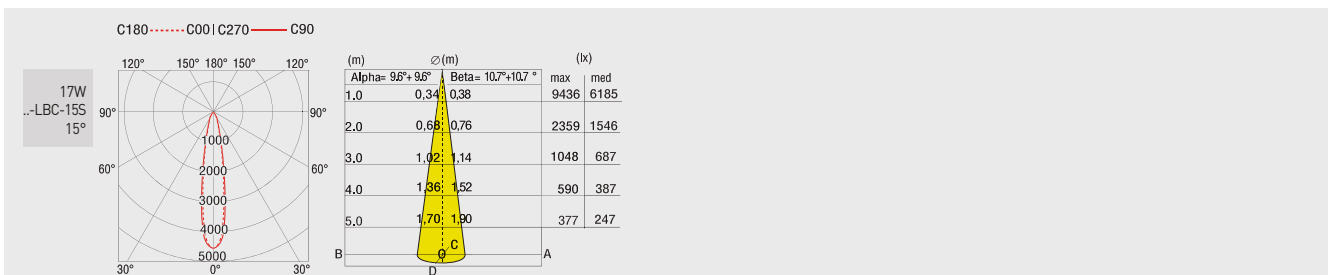 C180 C00 | C270 C90
17W
..-LBC-15S
15°
120° 150° 180° 150° 120°
90° 90°
60° 60°
30° 0° 30°
1000
2000
3000
4000
5000
(m) ∅(m) (lx)
Alpha= 9.6°+ 9.6° Beta= 10.7°+10.7 ° max med
1.0 0,34 0,38 9436 6185
2.0 0,68 0,76 2359 1546
3.0 1,02 1,14 1048 687
4.0 1,36 1,52 590 387
5.0 1,70 1,90 377 247
B O C A
D